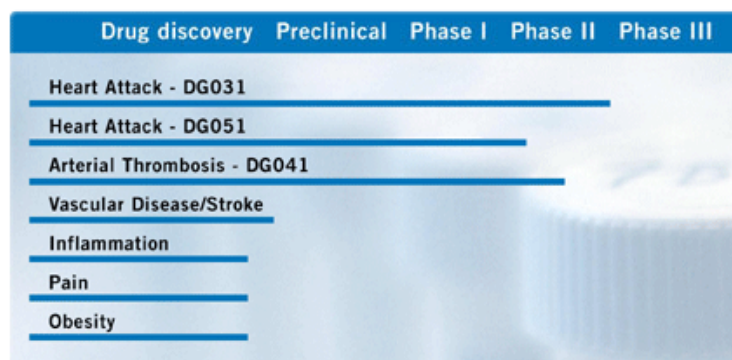 Drug discovery Preclinical Phase I Phase II Phase III
Heart Attack - DG031
Heart Attack - DG051
Arterial Thrombosis - DG041
Vascular Disease/Stroke
Inflammation
Pain
Obesity